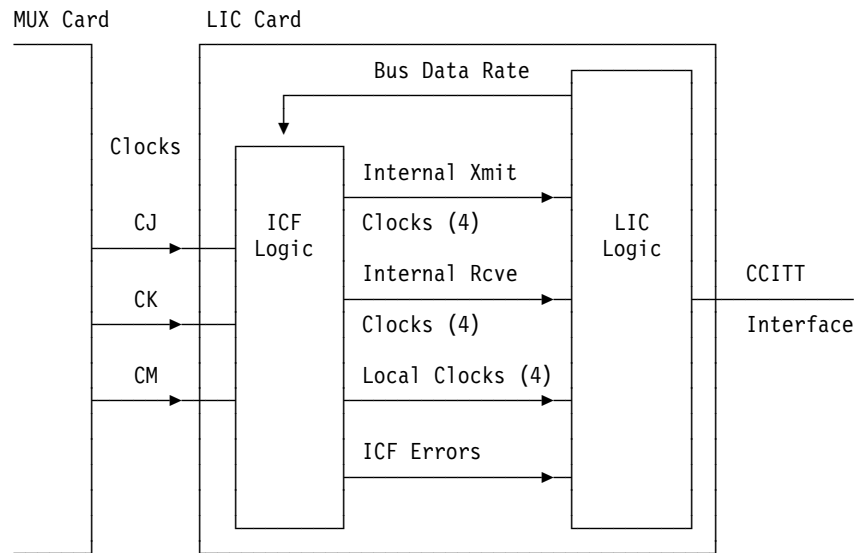 MUX Card LIC Card
Bus Data Rate
Clocks
Internal Xmit
CJ ICF Logic Clocks (4) LIC Logic
Internal Rcve CCITT
CK Clocks (4) Interface
CM Local Clocks (4)
ICF Errors